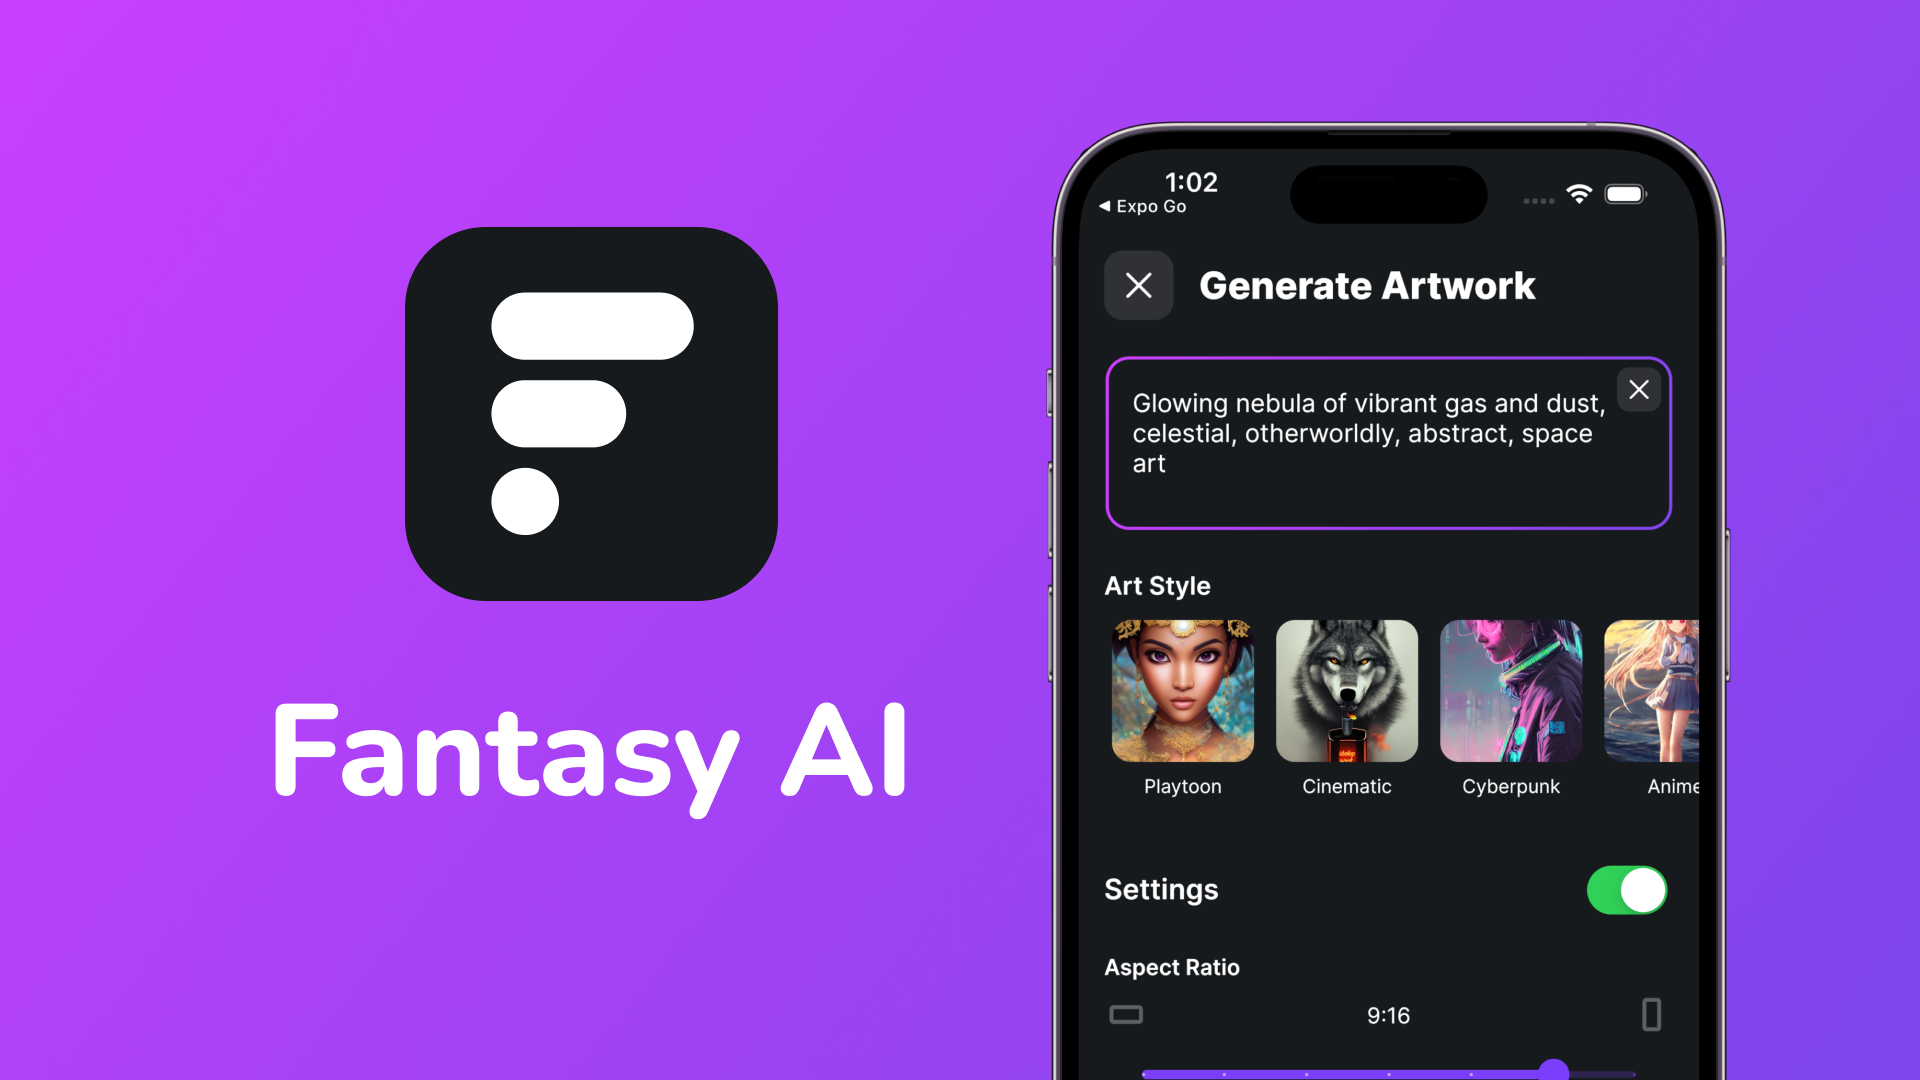 Fantasy AI
1:02
◀ Expo Go
Generate Artwork
Glowing nebula of vibrant gas and dust,
celestial, otherworldly, abstract, space
art
Art Style
Playtoon
Cinematic
Cyberpunk
Anime
Settings
Aspect Ratio
9:16